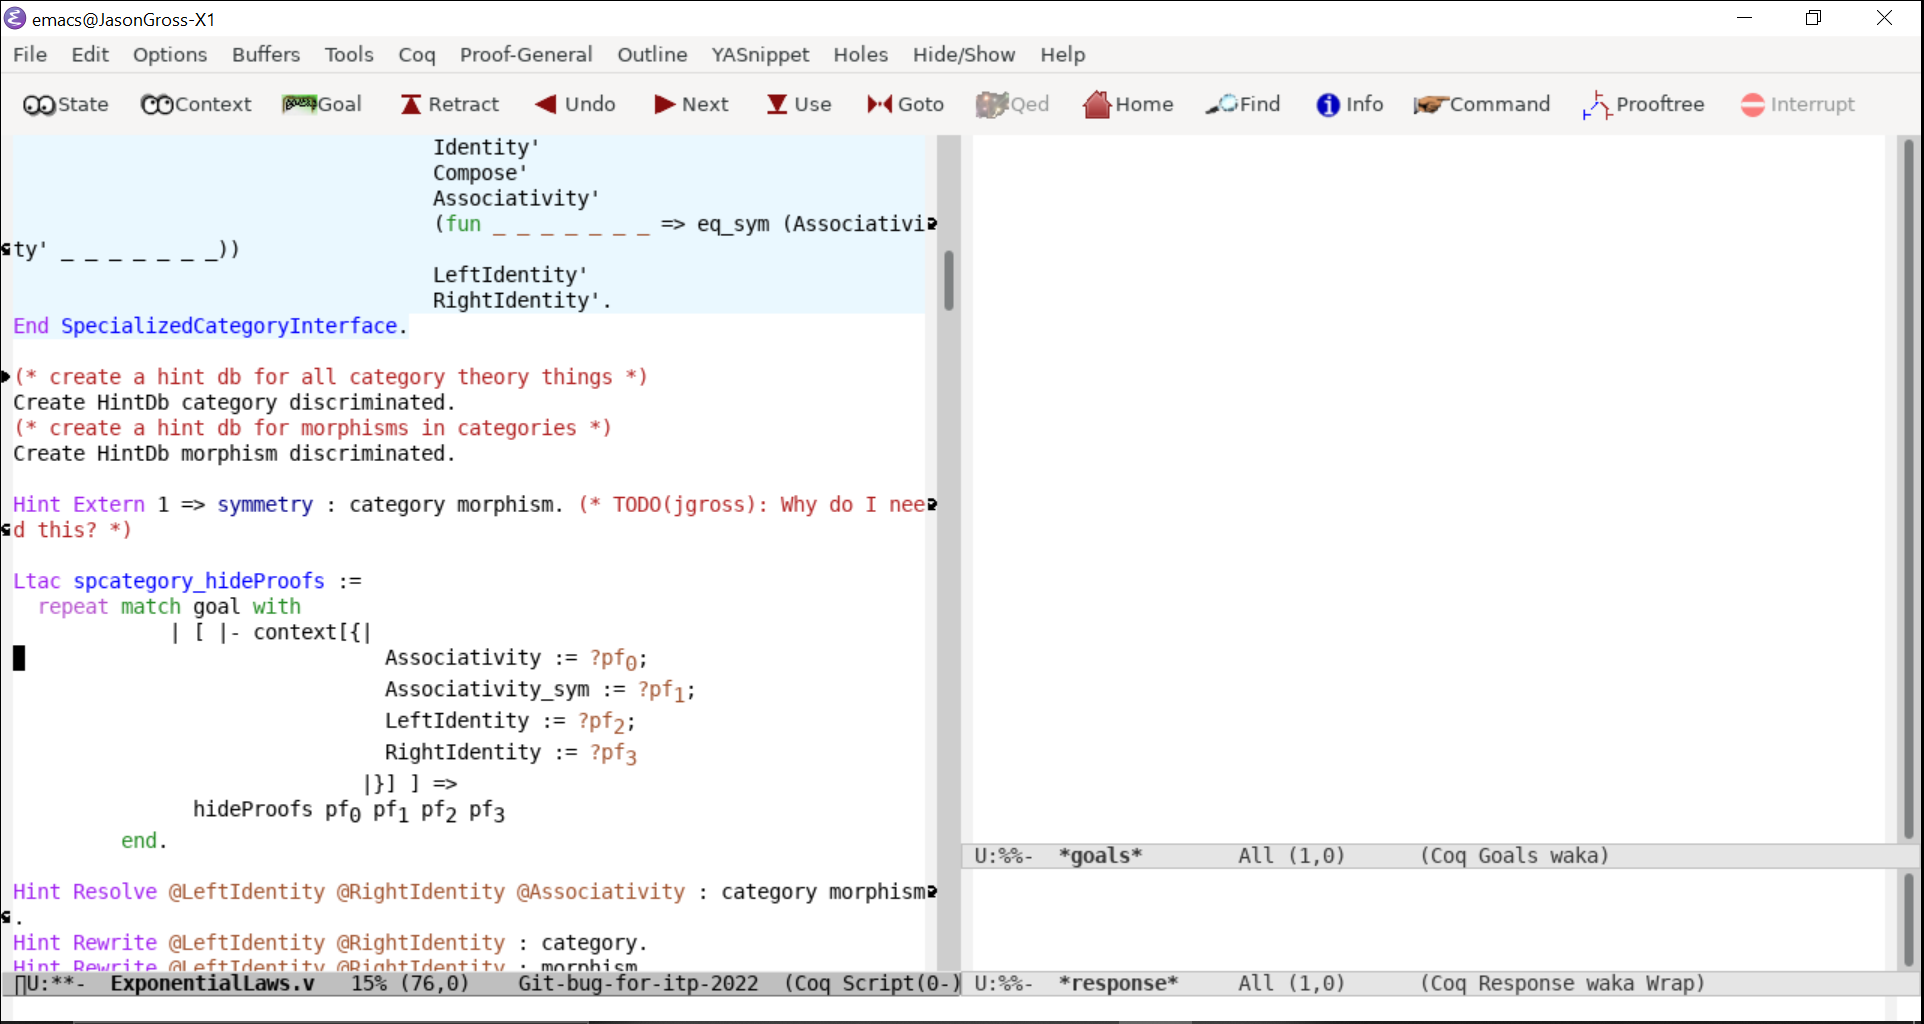 emacs@JasonGross-X1
File Edit Options Buffers Tools Coq Proof-General Outline YASnippet Holes Hide/Show Help
State Context Goal Retract Undo Next Use Goto Qed Home Find Info Command Prooftree Interrupt
Identity'
Compose'
Associativity'
(fun _ _ _ _ _ _ _ => eq_sym (Associativi
ty' _ _ _ _ _ _ _))
LeftIdentity'
RightIdentity'.
End SpecializedCategoryInterface.
(* create a hint db for all category theory things *)
Create HintDb category discriminated.
(* create a hint db for morphisms in categories *)
Create HintDb morphism discriminated.
Hint Extern 1 => symmetry : category morphism. (* TODO(jgross): Why do I nee
d this? *)
Ltac spcategory_hideProofs :=
repeat match goal with
| [ |- context[{|
Associativity := ?pf0;
Associativity_sym := ?pf1;
LeftIdentity := ?pf2;
RightIdentity := ?pf3
|}] ] =>
hideProofs pf0 pf1 pf2 pf3
end.
Hint Resolve @LeftIdentity @RightIdentity @Associativity : category morphism
.
Hint Rewrite @LeftIdentity @RightIdentity : category.
Hint Rewrite @LeftIdentity @RightIdentity : morphism
U:**- ExponentialLaws.v 15% (76,0) Git-bug-for-itp-2022 (Coq Script(0-)
U:%%- *goals* All (1,0) (Coq Goals waka)
U:%%- *response* All (1,0) (Coq Response waka Wrap)